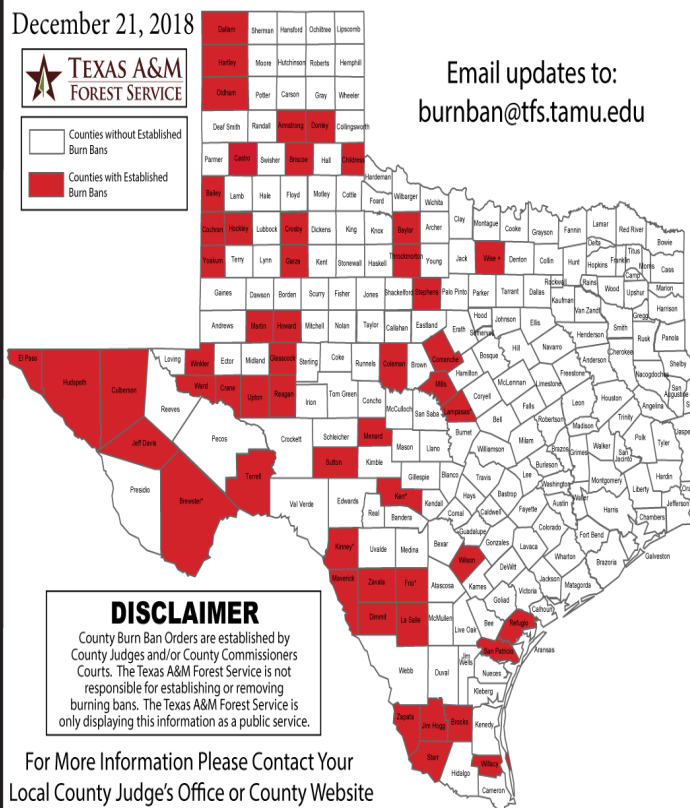 December 21, 2018
TEXAS A&M
FOREST SERVICE
Counties without Established
Burn Bans
Counties with Established
Burn Bans
Email updates to:
burnban@tfs.tamu.edu
Dallam Sherman Hansford Ochiltree Lipscomb
Hartley Moore Hutchinson Roberts Hemphill
Oldham Potter Carson Gray Wheeler
Deaf Smith Randall Armstrong Donley Collingsworth
Parmer Castro Swisher Briscoe Hall Childress
Hardeman
Bailey Lamb Hale Floyd Motley Cottle Foard Wilbarger Wichita
Cochran Hockley Lubbock Crosby Dickens King Knox Baylor Archer Clay Montague Cooke Grayson Fannin Lamar Red River Bowie
Delta Titus Morris Cass
Yoakum Terry Lynn Garza Kent Stonewall Haskell Throckmorton Young Jack Wise + Denton Collin Hunt Hopkins Franklin
Camp
Gaines Dawson Borden Scurry Fisher Jones Shackelford Stephens Palo Pinto Parker Tarrant Dallas Rockwall Kaufman Rains Wood Upshur Marion
Van Zandt Gregg Harrison
Andrews Martin Howard Mitchell Nolan Taylor Callahan Eastland Erath Hood Somervell Johnson Ellis Henderson Smith Rusk Panola
El Paso Hudspeth Culberson Loving Winkler Ector Midland Glasscock Sterling Coke Runnels Coleman Brown Comanche Hamilton Bosque Hill Navarro Freestone Anderson Cherokee Nacogdoches Shelby
San Augustine
Reeves Ward Crane Upton Reagan Irion Tom Green Concho McCulloch San Saba Mills Lampasas* Coryell McLennan Limestone Falls Leon Houston Angelina
Jeff Davis Pecos Crockett Schleicher Menard Mason Llano Burnet Bell Milam Robertson Madison Trinity Polk Tyler Jasper
Presidio Brewster* Terrell Sutton Kimble Gillespie Blanco Williamson Travis Burleson Brazos Grimes Walker San Jacinto Hardin
Val Verde Edwards Kerr* Real Bandera Kendall Comal Hays Caldwell Bastrop Lee Fayette Washington Austin Waller Montgomery Liberty Jefferson
Kinney* Uvalde Medina Bexar Guadalupe Gonzales Lavaca Colorado Fort Bend Harris Chambers Galveston
Maverick Zavala Frio* Atascosa Wilson Karnes DeWitt Jackson Wharton Matagorda Brazoria
Dimmit La Salle McMullen Live Oak Bee Goliad Victoria Calhoun Refugio
Webb Duval Jim Wells San Patricio Aransas Nueces
Kleberg
Zapata Jim Hogg Brooks Kenedy
Starr Hidalgo Willacy
Cameron
DISCLAIMER
County Burn Ban Orders are established by
County Judges and/or County Commissioners
Courts. The Texas A&M Forest Service is not
responsible for establishing or removing
burning bans. The Texas A&M Forest Service is
only displaying this information as a public service.
For More Information Please Contact Your
Local County Judge's Office or County Website